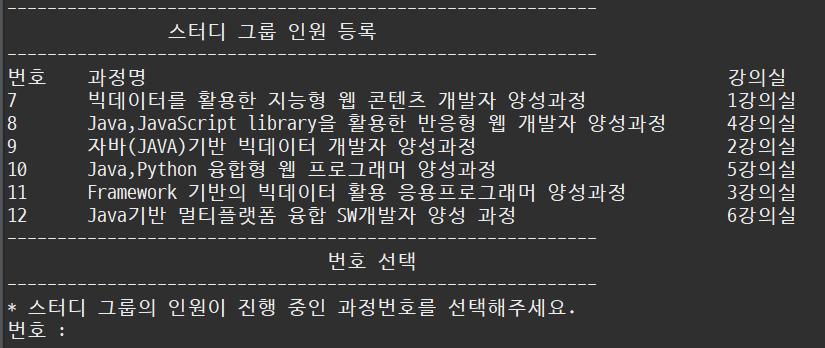 ------------------------------------------------------------
스터디 그룹 인원 등록
------------------------------------------------------------
번호 과정명 강의실
7 빅데이터를 활용한 지능형 웹 콘텐츠 개발자 양성과정 1강의실
8 Java,JavaScript library을 활용한 반응형 웹 개발자 양성과정 4강의실
9 자바(JAVA)기반 빅데이터 개발자 양성과정 2강의실
10 Java,Python 융합형 웹 프로그래머 양성과정 5강의실
11 Framework 기반의 빅데이터 활용 응용프로그래머 양성과정 3강의실
12 Java기반 멀티플랫폼 융합 SW개발자 양성 과정 6강의실
------------------------------------------------------------
번호 선택
------------------------------------------------------------
* 스터디 그룹의 인원이 진행 중인 과정번호를 선택해주세요.
번호 :